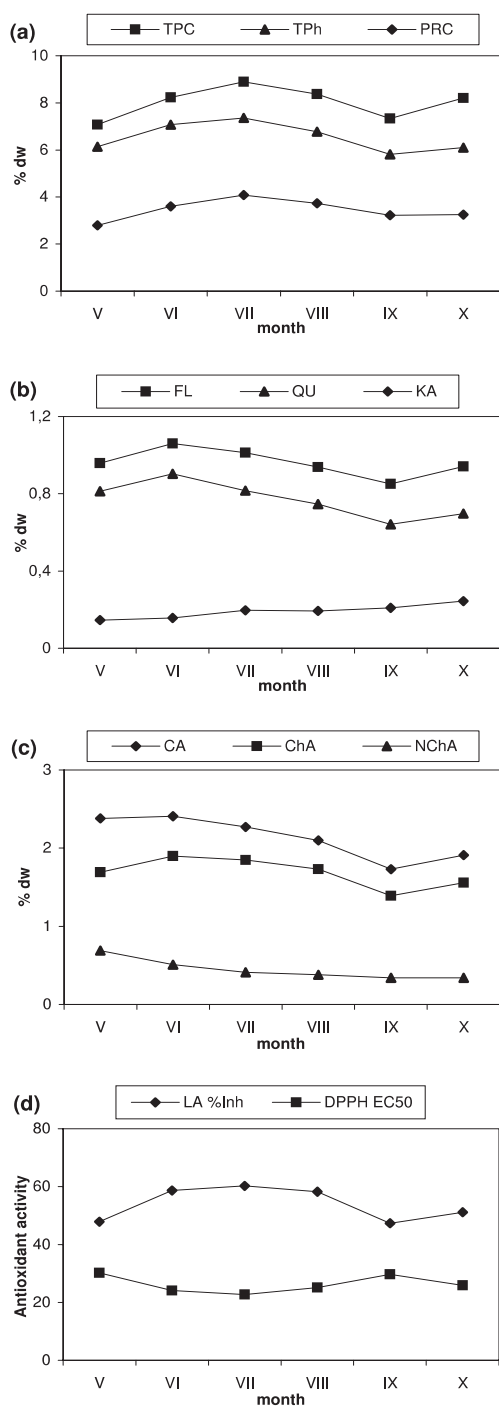 (a)
TPC TPh PRC
10
8
6
4
2
0
% dw
V VI VII VIII IX X
month
(b)
FL QU KA
1,2
0,8
0,4
0
% dw
V VI VII VIII IX X
month
(c)
CA ChA NChA
3
2
1
0
% dw
V VI VII VIII IX X
month
(d)
LA %Inh DPPH EC50
80
60
40
20
0
Antioxidant activity
V VI VII VIII IX X
month